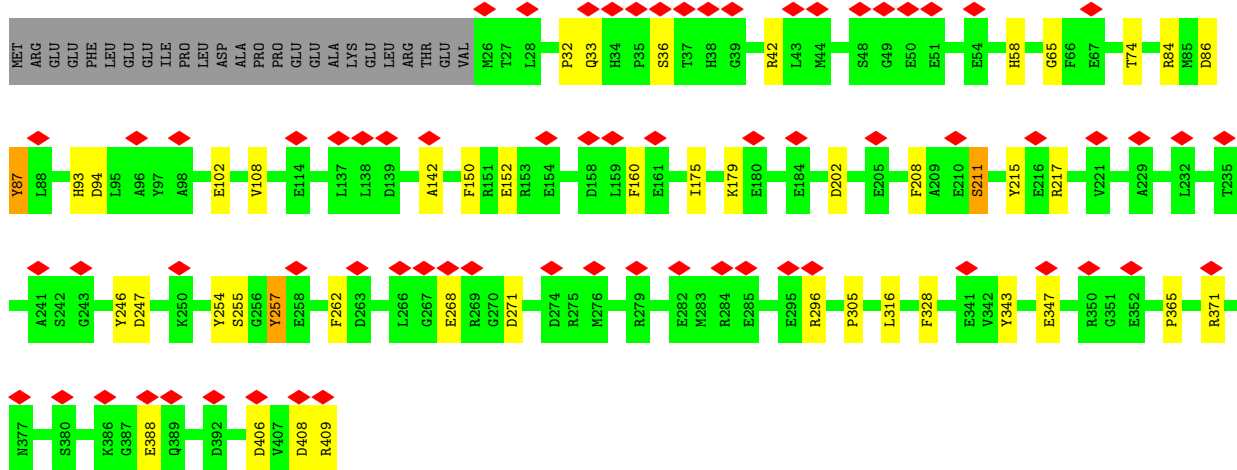 MET ARG GLU GLU PHE LEU GLU GLU ILE PRO LEU ASP ALA PRO PRO GLU GLU ALA LYS GLU LEU ARG THR GLU VAL M26 T27 L28 P32 Q33 H34 P35 S36 T37 H38 G39 R42 L43 M44 S48 G49 E50 E51 E54 H58 G65 F66 E67 T74 R84 M85 D86
Y87 L88 H93 D94 L95 A96 Y97 A98 E102 V108 E114 L137 L138 D139 A142 F150 R151 E152 R153 E154 D158 L159 F160 E161 I175 K179 E180 E184 D202 E205 F208 A209 E210 S211 Y215 E216 R217 V221 A229 L232 T235
A241 S242 G243 Y246 D247 K250 Y254 S255 G256 Y257 E258 F262 D263 L266 G267 E268 R269 G270 D271 D274 R275 M276 R279 E282 M283 R284 E285 E295 R296 P305 L316 F328 E341 V342 Y343 E347 R350 G351 E352 P365 R371
N377 S380 K386 G387 E388 Q389 D392 D406 V407 D408 R409